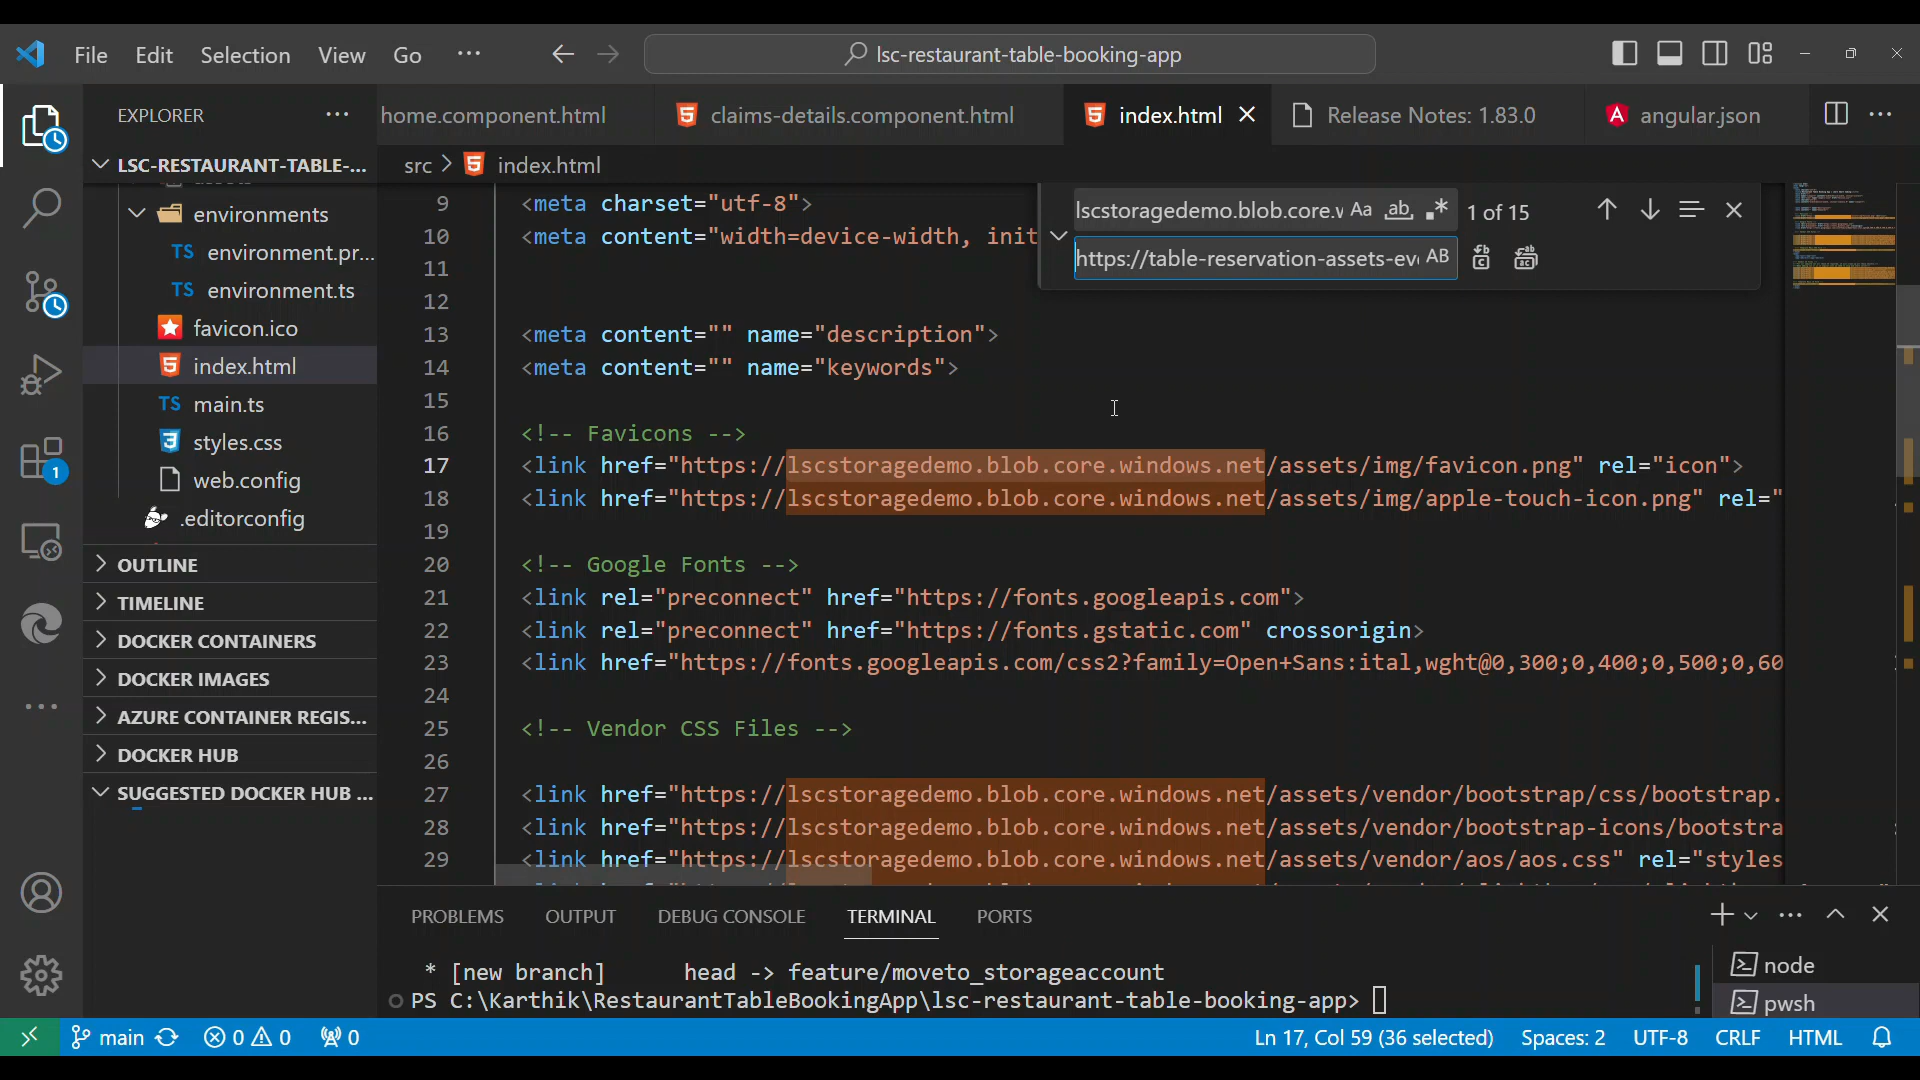 File Edit Selection View Go ··· lsc-restaurant-table-booking-app
EXPLORER ···
home.component.html claims-details.component.html index.html Release Notes: 1.83.0 angular.json ···
LSC-RESTAURANT-TABLE-...
src > index.html
environments
environment.pr...
environment.ts
favicon.ico
index.html
main.ts
styles.css
web.config
.editorconfig
OUTLINE
TIMELINE
DOCKER CONTAINERS
DOCKER IMAGES
AZURE CONTAINER REGIS...
DOCKER HUB
SUGGESTED DOCKER HUB ...
1
lscstoragedemo.blob.core.v Aa ab .* 1 of 15
https://table-reservation-assets-ev AB
9 <meta charset="utf-8">
10 <meta content="width=device-width, init
11
12
13 <meta content="" name="description">
14 <meta content="" name="keywords">
15
16 <!-- Favicons -->
17 <link href="https://lscstoragedemo.blob.core.windows.net/assets/img/favicon.png" rel="icon">
18 <link href="https://lscstoragedemo.blob.core.windows.net/assets/img/apple-touch-icon.png" rel="
19
20 <!-- Google Fonts -->
21 <link rel="preconnect" href="https://fonts.googleapis.com">
22 <link rel="preconnect" href="https://fonts.gstatic.com" crossorigin>
23 <link href="https://fonts.googleapis.com/css2?family=Open+Sans:ital,wght@0,300;0,400;0,500;0,60
24
25 <!-- Vendor CSS Files -->
26
27 <link href="https://lscstoragedemo.blob.core.windows.net/assets/vendor/bootstrap/css/bootstrap.
28 <link href="https://lscstoragedemo.blob.core.windows.net/assets/vendor/bootstrap-icons/bootstra
29 <link href="https://lscstoragedemo.blob.core.windows.net/assets/vendor/aos/aos.css" rel="styles
PROBLEMS OUTPUT DEBUG CONSOLE TERMINAL PORTS
* [new branch] head -> feature/moveto_storageaccount
PS C:\Karthik\RestaurantTableBookingApp\lsc-restaurant-table-booking-app>
node
pwsh
main 0 0 0 Ln 17, Col 59 (36 selected) Spaces: 2 UTF-8 CRLF HTML